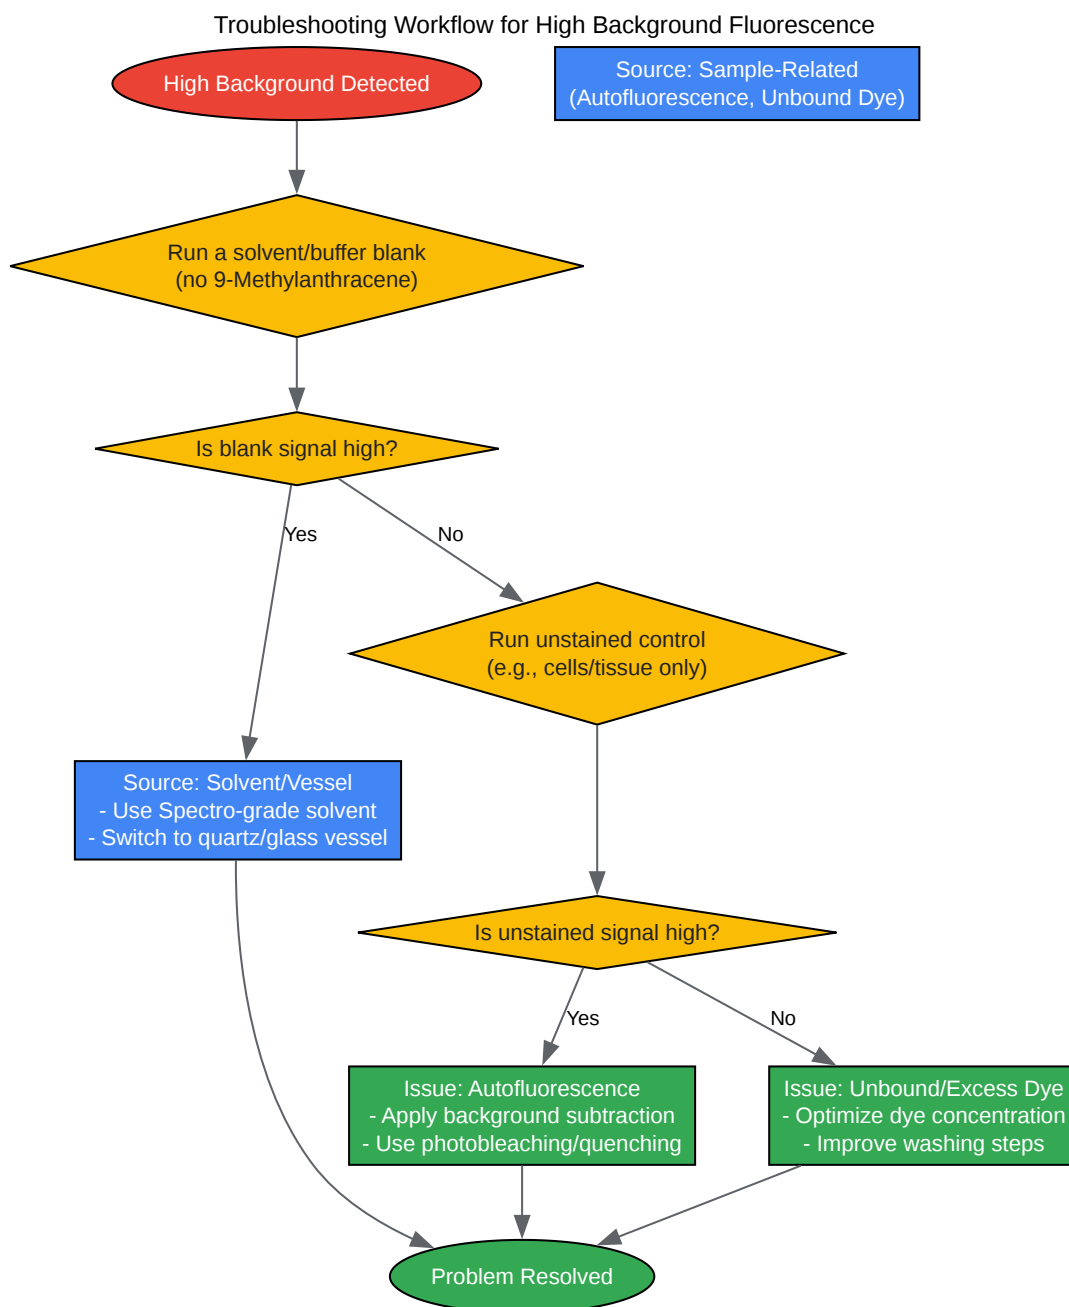 Troubleshooting Workflow for High Background Fluorescence
High Background Detected
Source: Sample-Related
(Autofluorescence, Unbound Dye)
Run a solvent/buffer blank
(no 9-Methylanthracene)
Is blank signal high?
Yes
No
Run unstained control
(e.g., cells/tissue only)
Source: Solvent/Vessel
- Use Spectro-grade solvent
- Switch to quartz/glass vessel
Is unstained signal high?
Yes
No
Issue: Autofluorescence
- Apply background subtraction
- Use photobleaching/quenching
Issue: Unbound/Excess Dye
- Optimize dye concentration
- Improve washing steps
Problem Resolved